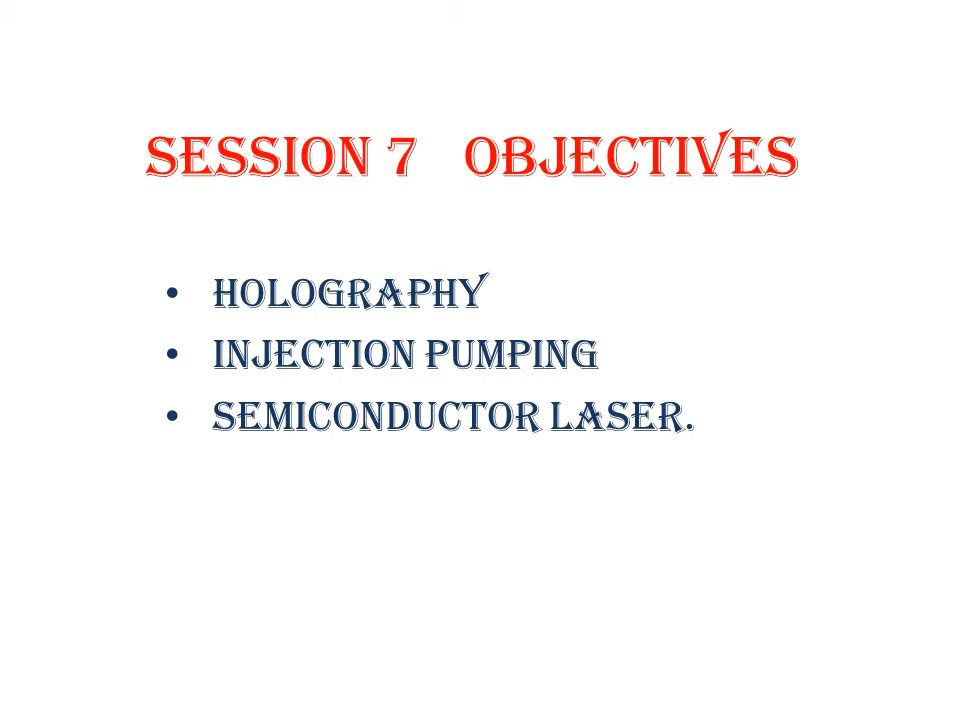 SESSION 7 OBJECTIVES
• HOLOGRAPHY
• INJECTION PUMPING
• SEMICONDUCTOR LASER.